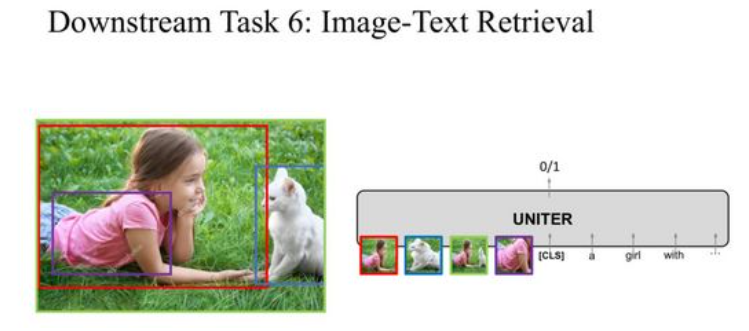 Downstream Task 6: Image-Text Retrieval
0/1
UNITER
[CLS] a girl with ...